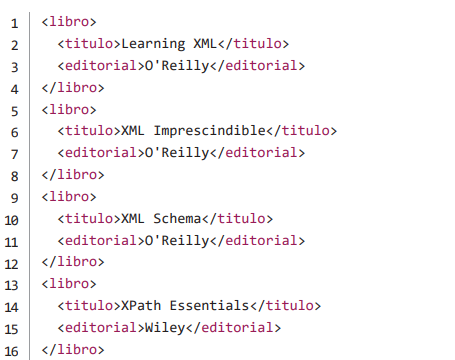 1 <libro>
2   <titulo>Learning XML</titulo>
3   <editorial>O'Reilly</editorial>
4 </libro>
5 <libro>
6   <titulo>XML Imprescindible</titulo>
7   <editorial>O'Reilly</editorial>
8 </libro>
9 <libro>
10   <titulo>XML Schema</titulo>
11   <editorial>O'Reilly</editorial>
12 </libro>
13 <libro>
14   <titulo>XPath Essentials</titulo>
15   <editorial>Wiley</editorial>
16 </libro>